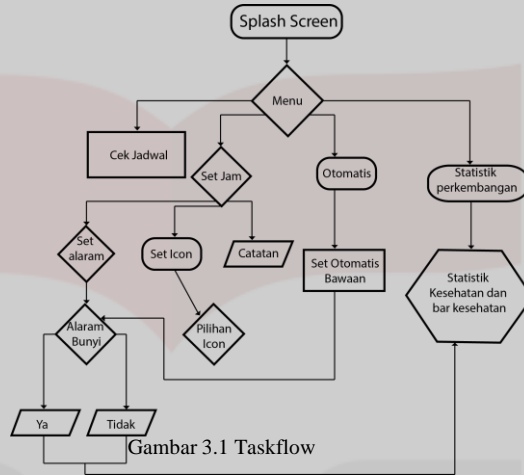 Splash Screen
Menu
Cek Jadwal
Set Jam
Otomatis
Statistik
perkembangan
Set
alaram
Set Icon
Catatan
Set Otomatis
Bawaan
Statistik
Kesehatan dan
bar kesehatan
Alaram
Bunyi
Pilihan
Icon
Ya
Tidak
Gambar 3.1 Taskflow